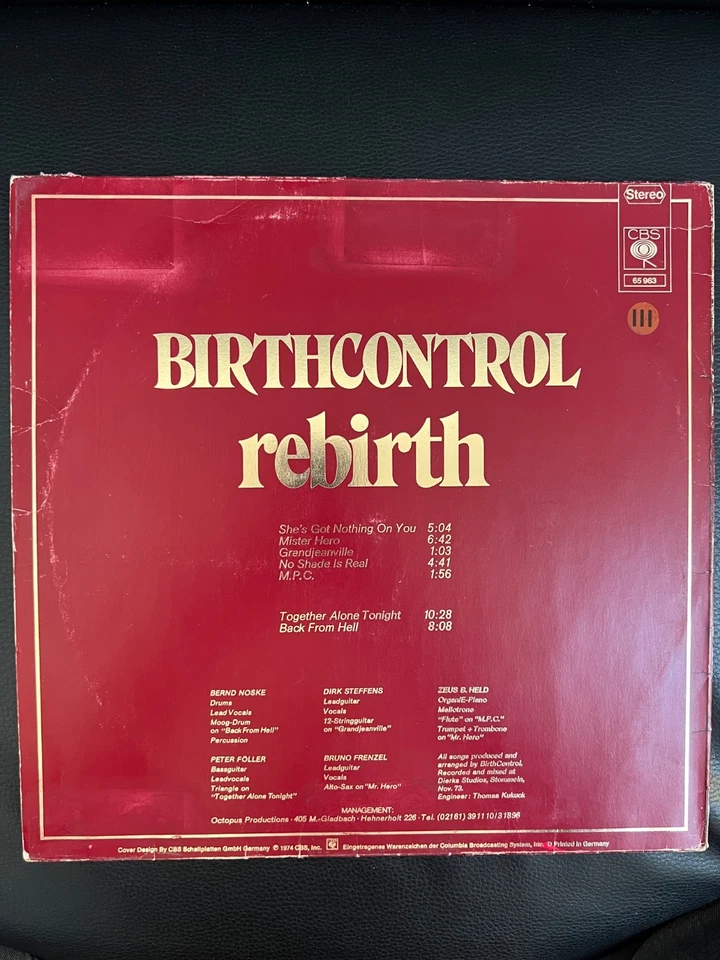 Stereo
CBS
65 963
III
BIRTHCONTROL
rebirth
She's Got Nothing On You 5:04
Mister Hero 6:42
Grandjeanville 1:03
No Shade Is Real 4:41
M.P.C. 1:56
Together Alone Tonight 10:28
Back From Hell 8:08
BERND NOSKE
Drums
Lead Vocals
Moog-Drum
on "Back From Hell"
Percussion
DIRK STEFFENS
Leadguitar
Vocals
12-Stringguitar
on "Grandjeanville"
ZEUS B. HELD
Organ/E-Piano
Mellotrone
"Flute" on "M.P.C."
Trumpet + Trombone
on "Mr. Hero"
PETER FÖLLER
Bassguitar
Leadvocals
Triangle on
"Together Alone Tonight"
BRUNO FRENZEL
Leadguitar
Vocals
Alto-Sax on "Mr. Hero"
All songs produced and
arranged by BirthControl.
Recorded and mixed at
Dierks Studios, Stommeln,
Nov. 73.
Engineer: Thomas Kukuck
MANAGEMENT:
Octopus Productions · 405 M.-Gladbach · Hehnerholt 226 · Tel. (02161) 391110/31896
Cover Design By CBS Schallplatten GmbH Germany ℗ 1974 CBS, Inc. Eingetragenes Warenzeichen der Columbia Broadcasting System, Inc. Printed in Germany